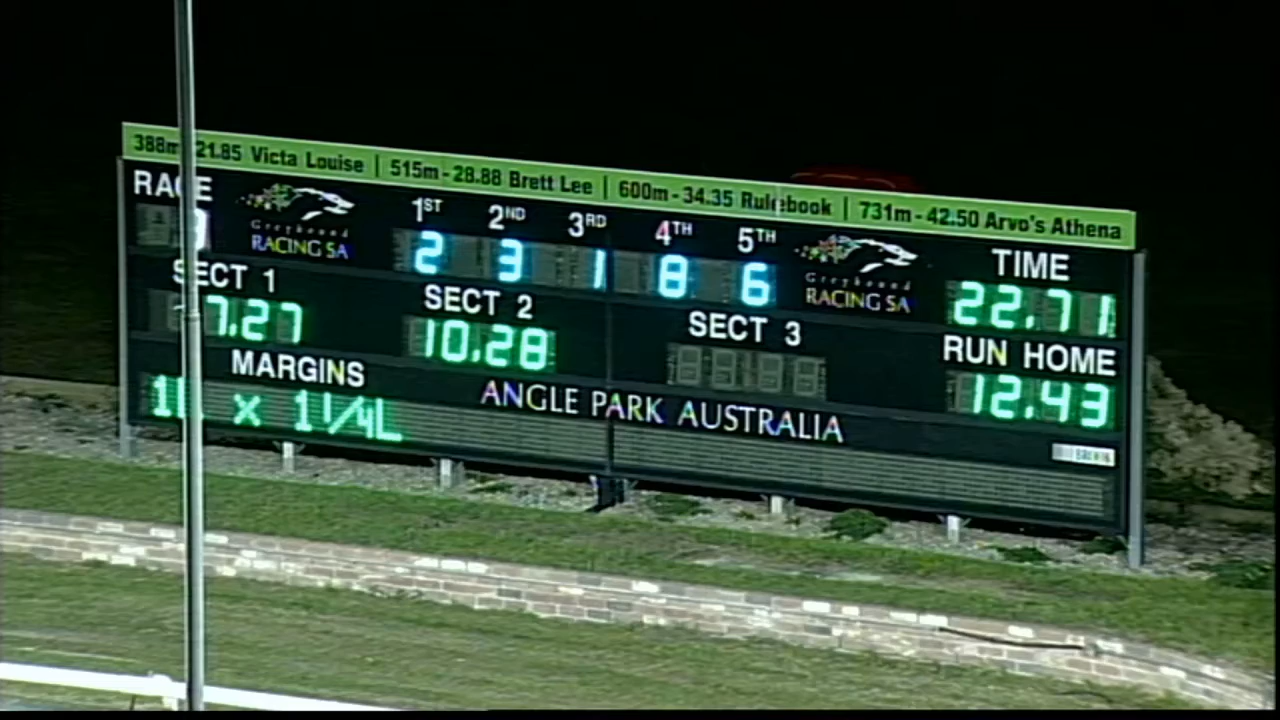 388m 21.85 Victa Louise | 515m - 28.88 Brett Lee | 600m - 34.35 Rulebook | 731m - 42.50 Arvo's Athena
RACE
Greyhound
RACING SA
1ST 2ND 3RD 4TH 5TH
2 3 1 8 6
Greyhound
RACING SA
TIME
22.71
SECT 1
7.27
SECT 2
10.28
SECT 3
RUN HOME
12.43
MARGINS
1L x 1 1/4L
ANGLE PARK AUSTRALIA